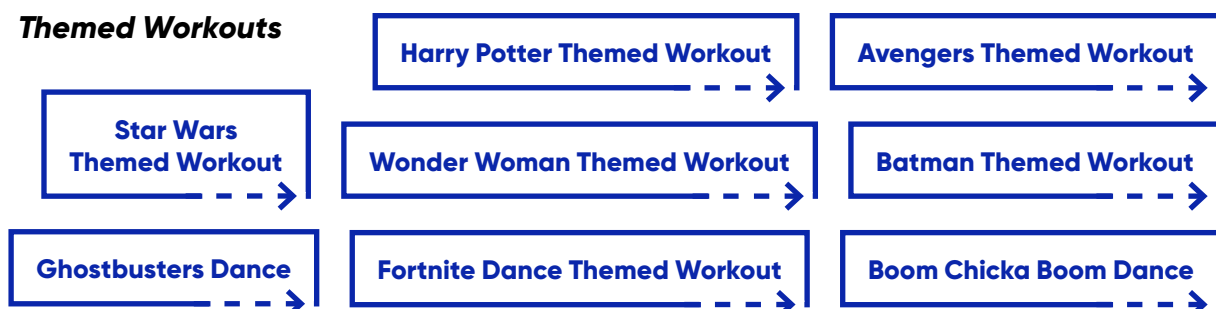 Themed Workouts
Harry Potter Themed Workout
Avengers Themed Workout
Star Wars
Themed Workout
Wonder Woman Themed Workout
Batman Themed Workout
Ghostbusters Dance
Fortnite Dance Themed Workout
Boom Chicka Boom Dance